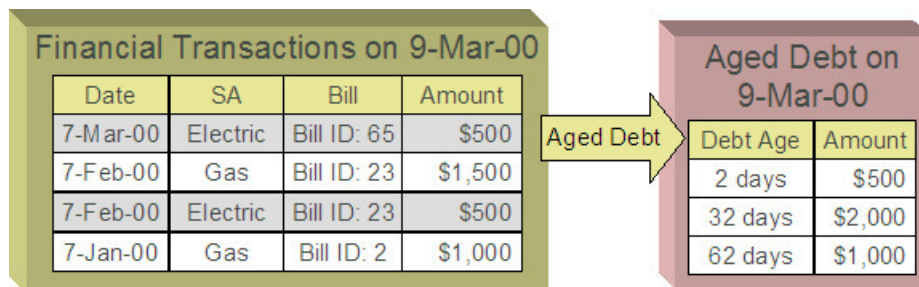 Financial Transactions on 9-Mar-00
Date SA Bill Amount
7-Mar-00 Electric Bill ID: 65 $500
7-Feb-00 Gas Bill ID: 23 $1,500
7-Feb-00 Electric Bill ID: 23 $500
7-Jan-00 Gas Bill ID: 2 $1,000
Aged Debt
Aged Debt on
9-Mar-00
Debt Age Amount
2 days $500
32 days $2,000
62 days $1,000